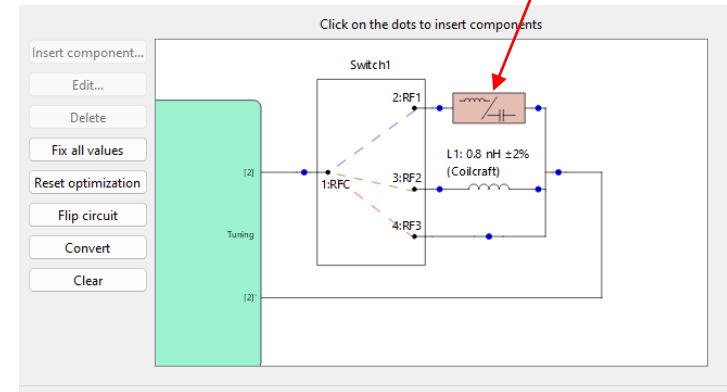 Click on the dots to insert components
Insert component...
Edit...
Delete
Fix all values
Reset optimization
Flip circuit
Convert
Clear
Switch1
2:RF1
L1: 0.8 nH ±2%
(Coilcraft)
[2]
1:RFC
3:RF2
4:RF3
Tuning
[2]'